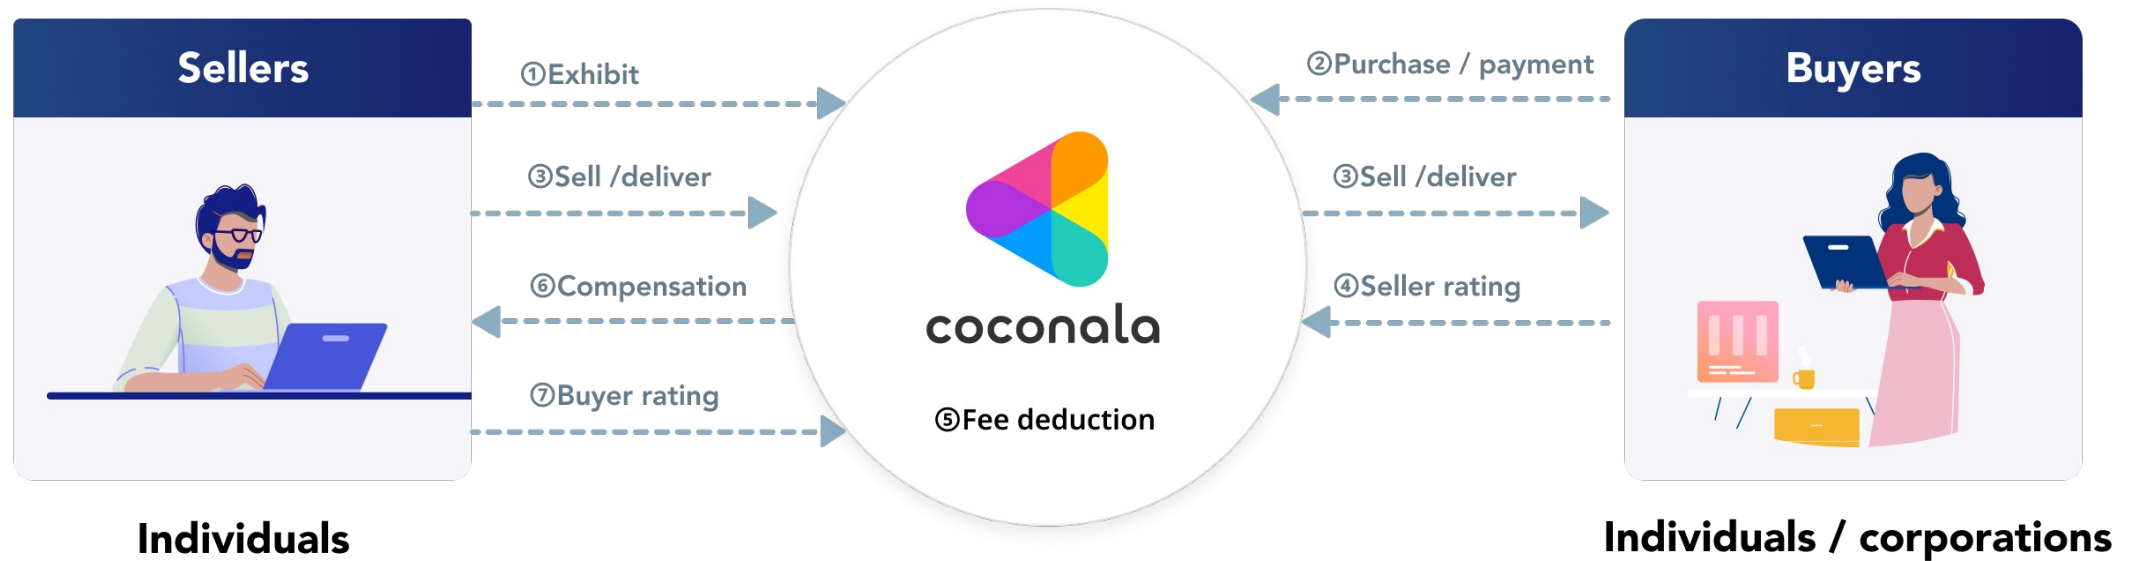 Sellers
①Exhibit
③Sell /deliver
⑥Compensation
⑦Buyer rating
Individuals
coconala
⑤Fee deduction
②Purchase / payment
③Sell /deliver
④Seller rating
Buyers
Individuals / corporations